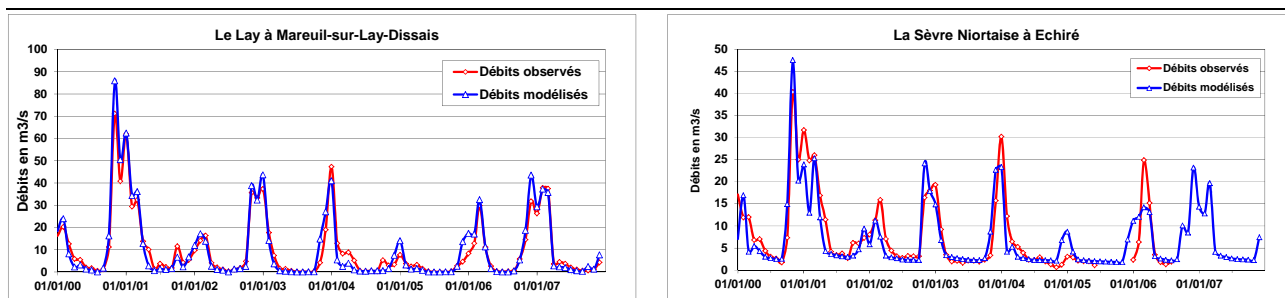 Le Lay à Mareuil-sur-Lay-Dissais
Débits en m3/s
100
90
80
70
60
50
40
30
20
10
0
Débits observés
Débits modélisés
01/01/00 01/01/01 01/01/02 01/01/03 01/01/04 01/01/05 01/01/06 01/01/07
La Sèvre Niortaise à Echiré
Débits en m3/s
50
45
40
35
30
25
20
15
10
5
0
Débits observés
Débits modélisés
01/01/00 01/01/01 01/01/02 01/01/03 01/01/04 01/01/05 01/01/06 01/01/07